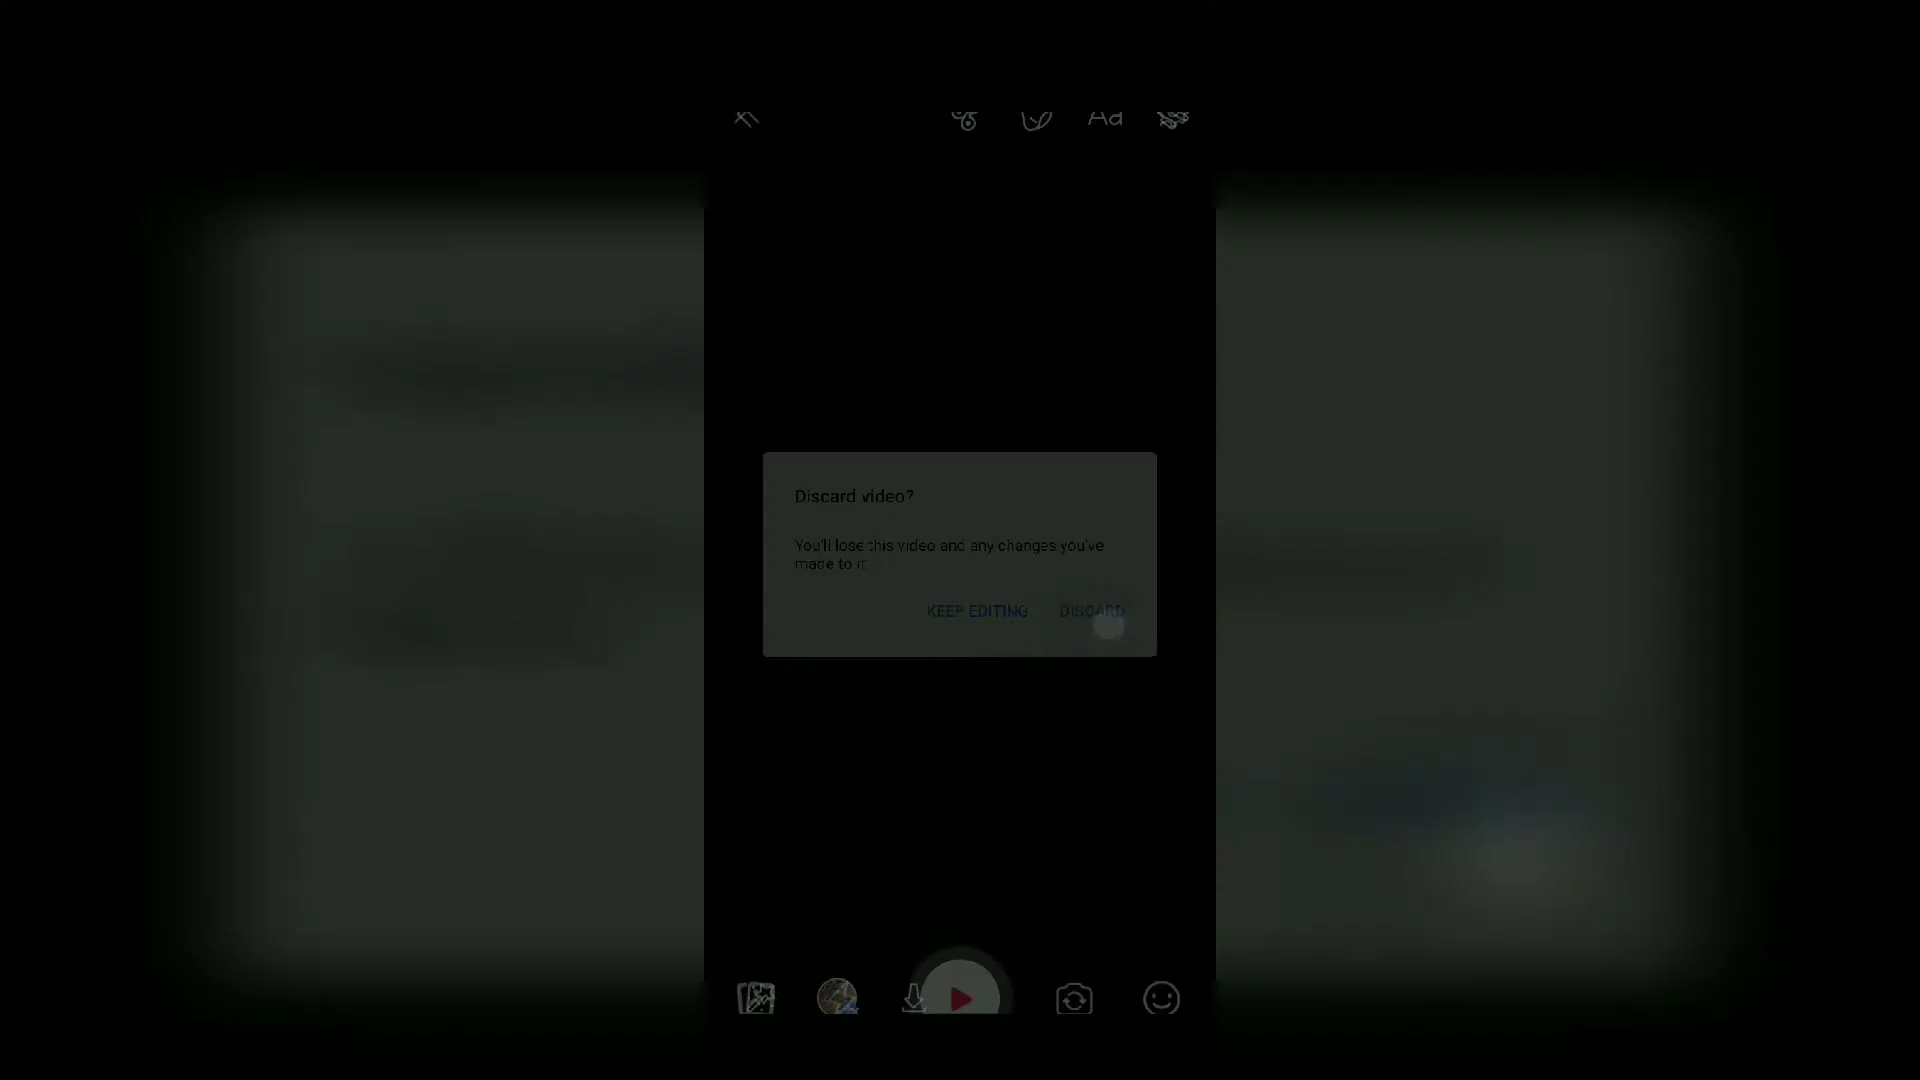 Aa
Discard video?
You'll lose this video and any changes you've
made to it
KEEP EDITING DISCARD